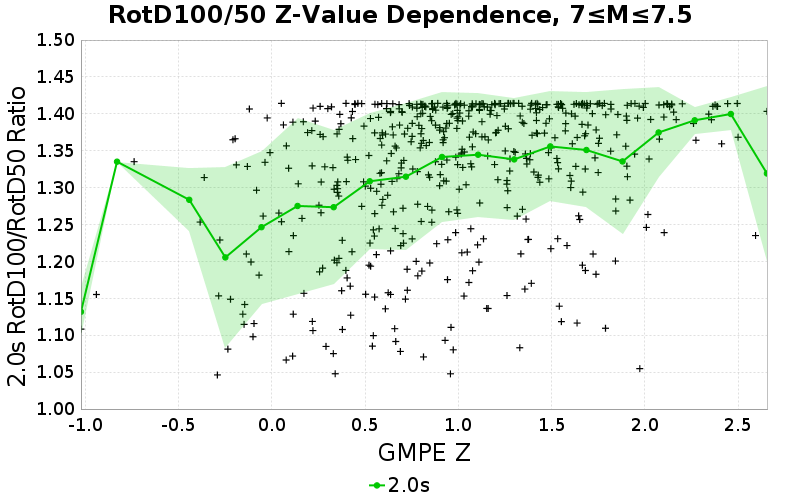 RotD100/50 Z-Value Dependence, 7≤M≤7.5
2.0s RotD100/RotD50 Ratio
1.50
1.45
1.40
1.35
1.30
1.25
1.20
1.15
1.10
1.05
1.00
-1.0 -0.5 0.0 0.5 1.0 1.5 2.0 2.5
GMPE Z
2.0s